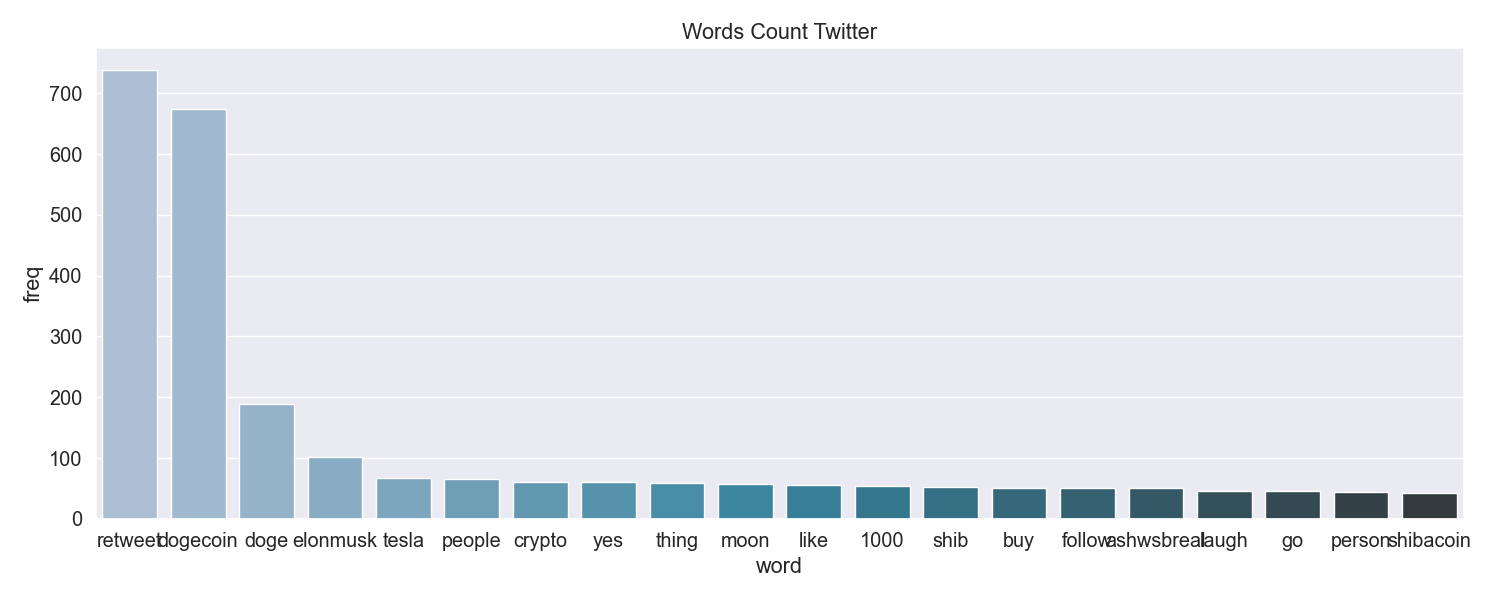 Words Count Twitter
freq
700
600
500
400
300
200
100
0
retweet dogecoin doge elonmusk tesla people crypto yes thing moon like 1000 shib buy follow ashwsbreal laugh go person shibacoin
word